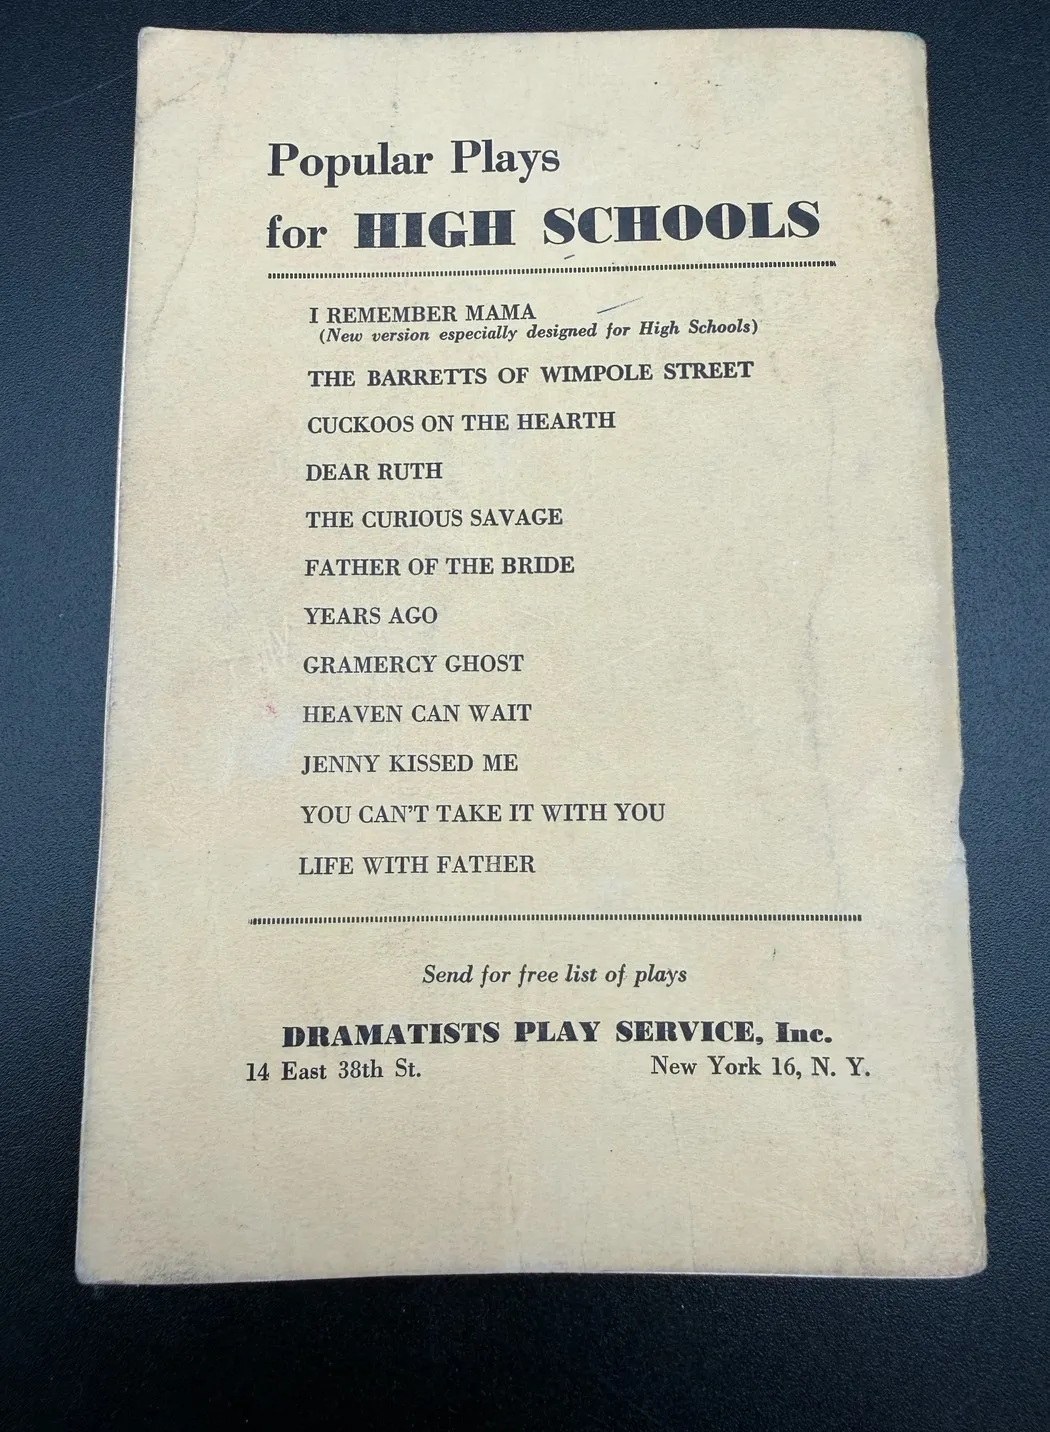 Popular Plays
for HIGH SCHOOLS
I REMEMBER MAMA
(New version especially designed for High Schools)
THE BARRETTS OF WIMPOLE STREET
CUCKOOS ON THE HEARTH
DEAR RUTH
THE CURIOUS SAVAGE
FATHER OF THE BRIDE
YEARS AGO
GRAMERCY GHOST
HEAVEN CAN WAIT
JENNY KISSED ME
YOU CAN'T TAKE IT WITH YOU
LIFE WITH FATHER
Send for free list of plays
DRAMATISTS PLAY SERVICE, Inc.
14 East 38th St. New York 16, N. Y.